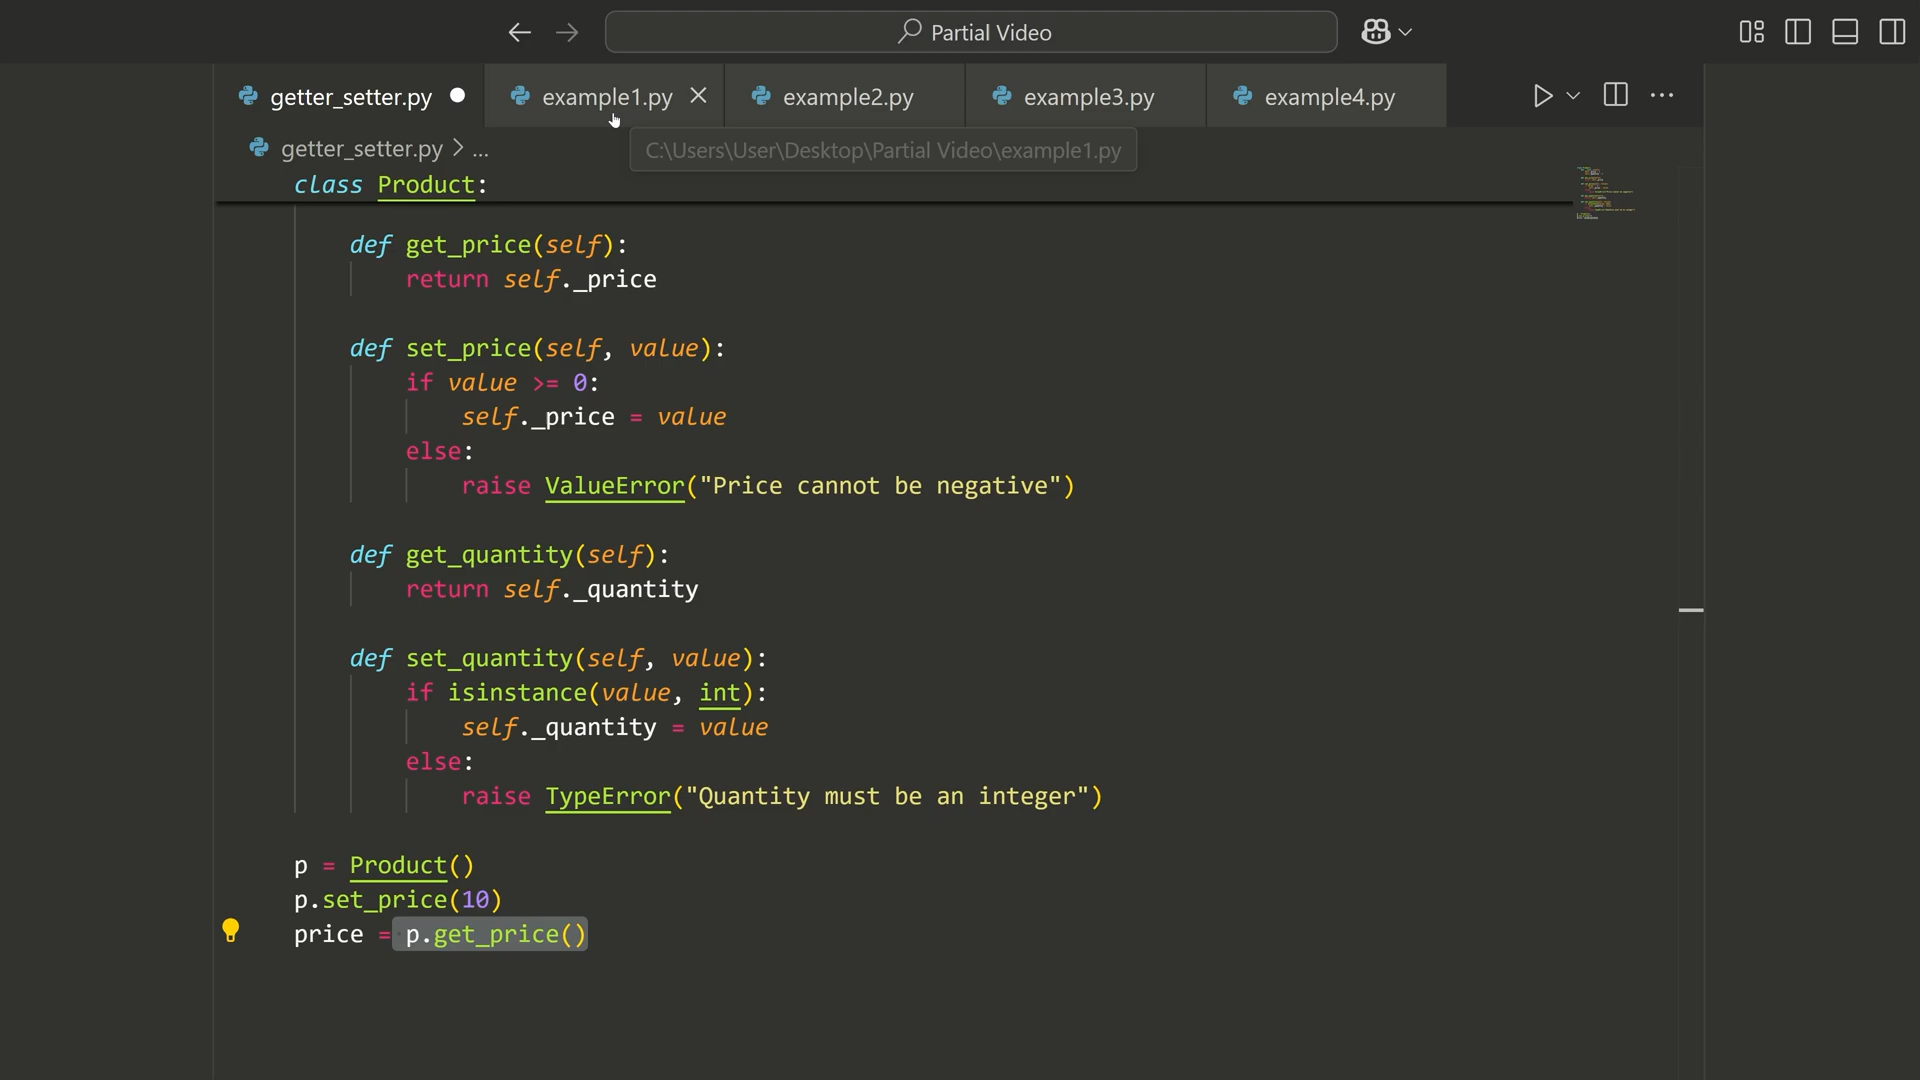 Partial Video
getter_setter.py
example1.py
example2.py
example3.py
example4.py
getter_setter.py > ...
C:\Users\User\Desktop\Partial Video\example1.py
class Product:
    def get_price(self):
        return self._price
    def set_price(self, value):
        if value >= 0:
            self._price = value
        else:
            raise ValueError("Price cannot be negative")
    def get_quantity(self):
        return self._quantity
    def set_quantity(self, value):
        if isinstance(value, int):
            self._quantity = value
        else:
            raise TypeError("Quantity must be an integer")
p = Product()
p.set_price(10)
price = p.get_price()